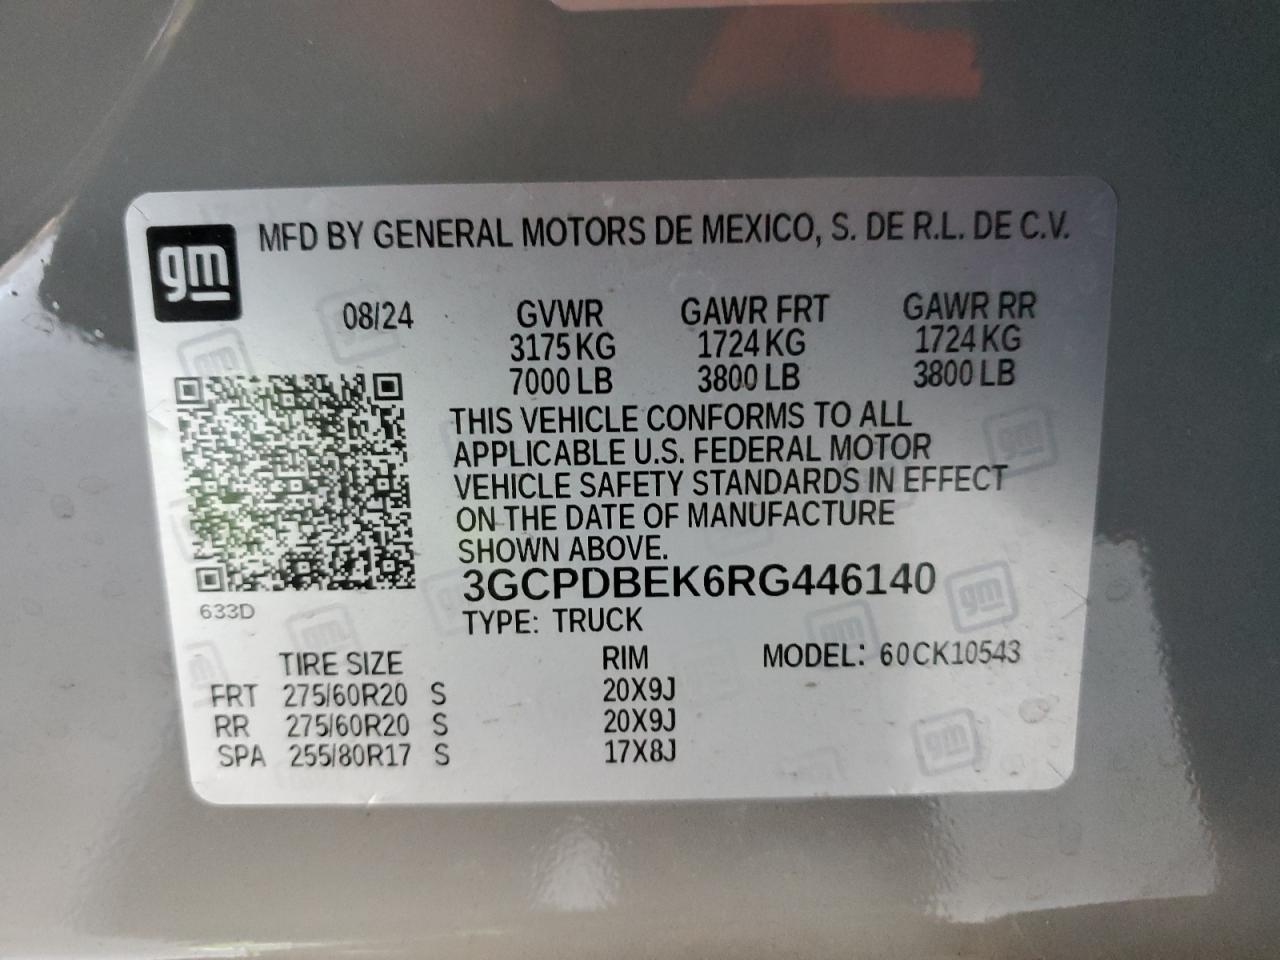 gm MFD BY GENERAL MOTORS DE MEXICO, S. DE R.L. DE C.V.
08/24 GVWR GAWR FRT GAWR RR
3175 KG 1724 KG 1724 KG
7000 LB 3800 LB 3800 LB
THIS VEHICLE CONFORMS TO ALL
APPLICABLE U.S. FEDERAL MOTOR
VEHICLE SAFETY STANDARDS IN EFFECT
ON THE DATE OF MANUFACTURE
SHOWN ABOVE.
3GCPDBEK6RG446140
633D
TYPE: TRUCK
TIRE SIZE RIM MODEL: 60CK10543
FRT 275/60R20 S 20X9J
RR 275/60R20 S 20X9J
SPA 255/80R17 S 17X8J